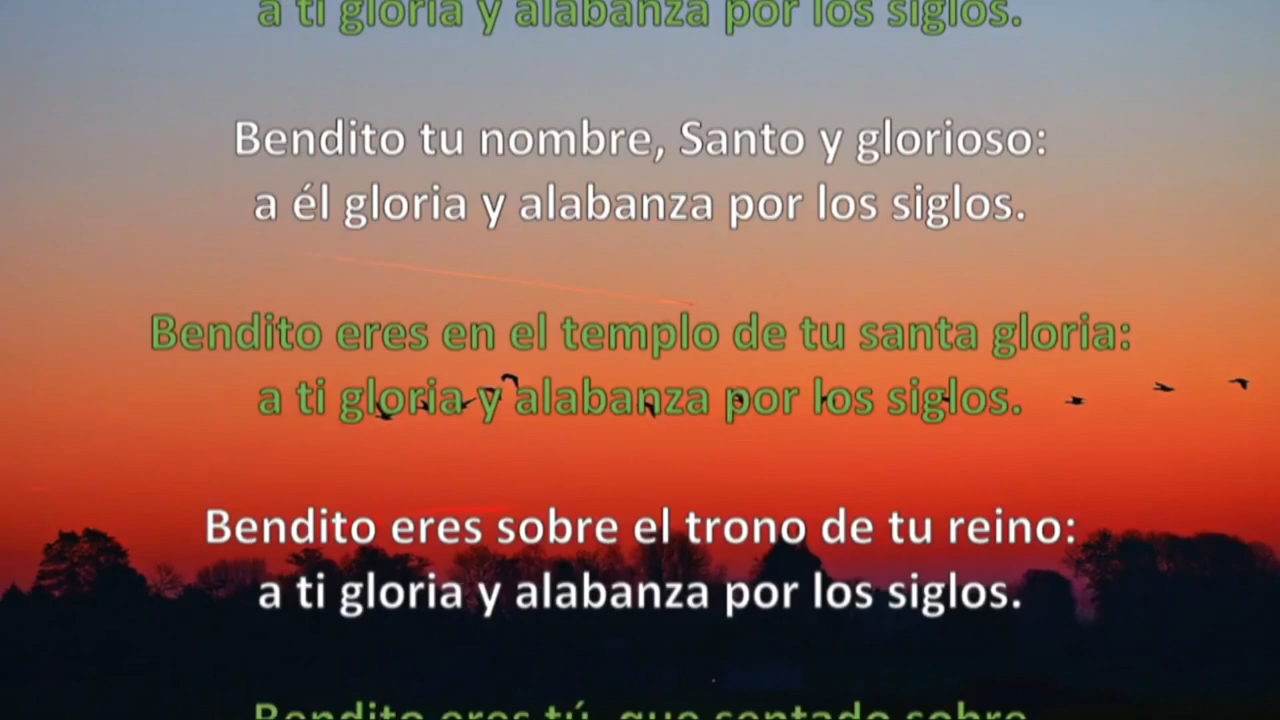 a ti gloria y alabanza por los siglos.
Bendito tu nombre, Santo y glorioso:
a él gloria y alabanza por los siglos.
Bendito eres en el templo de tu santa gloria:
a ti gloria y alabanza por los siglos.
Bendito eres sobre el trono de tu reino:
a ti gloria y alabanza por los siglos.
Bendito eres tú, que sentado sobre